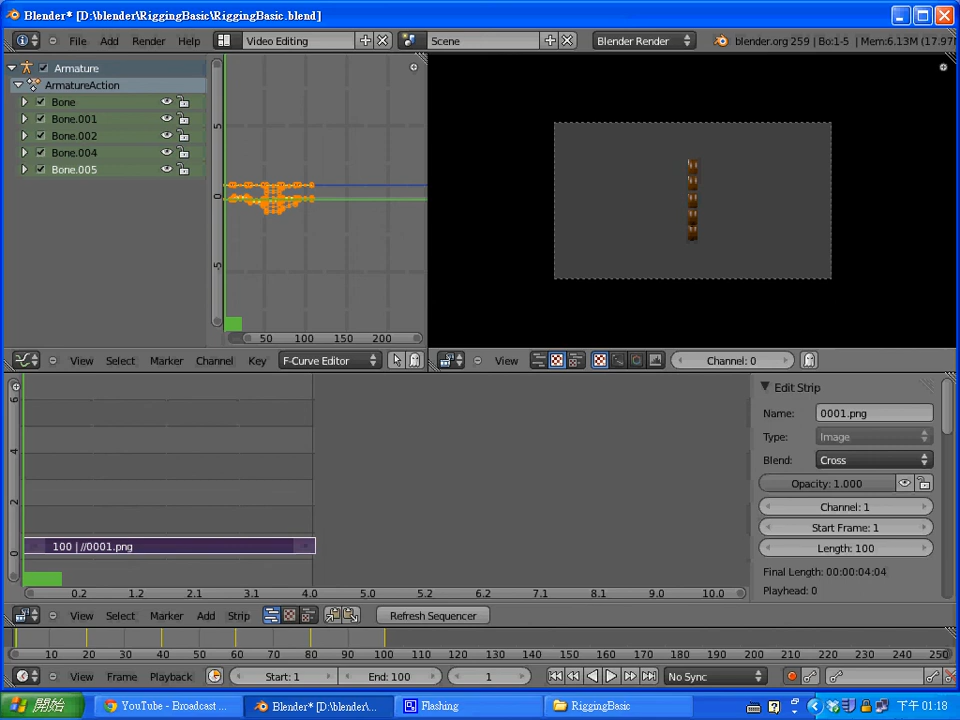 Blender* [D:\blender\RiggingBasic\RiggingBasic.blend]
File Add Render Help Video Editing Scene Blender Render blender.org 259 | Bo:1-5 | Mem:6.13M (17.97M
Armature
ArmatureAction
Bone
Bone.001
Bone.002
Bone.004
Bone.005
5
0
5
50 100 150 200
View Select Marker Channel Key F-Curve Editor
View Channel: 0
6
4
2
0
100 | //0001.png
0.2 1.2 2.1 3.1 4.0 5.0 5.2 6.2 7.1 8.1 9.0 10.0
Edit Strip
Name: 0001.png
Type: Image
Blend: Cross
Opacity: 1.000
Channel: 1
Start Frame: 1
Length: 100
Final Length: 00:00:04:04
Playhead: 0
View Select Marker Add Strip Refresh Sequencer
10 20 30 40 50 60 70 80 90 100 110 120 130 140 150 160 170 180 190 200 210 220 230 240 250
View Frame Playback Start: 1 End: 100 1 No Sync
開始 YouTube - Broadcast ... Blender* [D:\blender\... Flashing RiggingBasic 下午 01:18